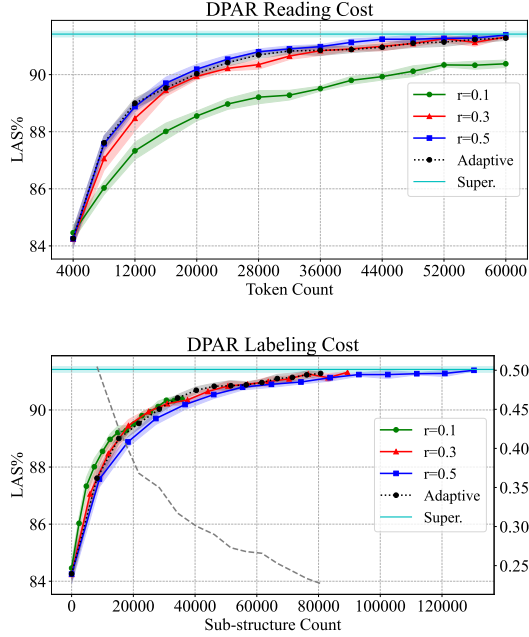 DPAR Reading Cost
LAS%
90
88
86
84
r=0.1
r=0.3
r=0.5
Adaptive
Super.
4000 12000 20000 28000 36000 44000 52000 60000
Token Count
DPAR Labeling Cost
LAS%
90
88
86
84
0.50
0.45
0.40
0.35
0.30
0.25
r=0.1
r=0.3
r=0.5
Adaptive
Super.
0 20000 40000 60000 80000 100000 120000
Sub-structure Count